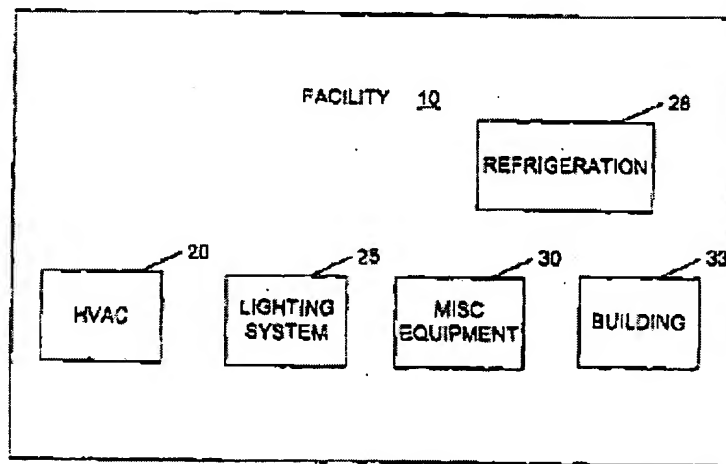 FACILITY 10
28
REFRIGERATION
20
HVAC
25
LIGHTING
SYSTEM
30
MISC
EQUIPMENT
33
BUILDING